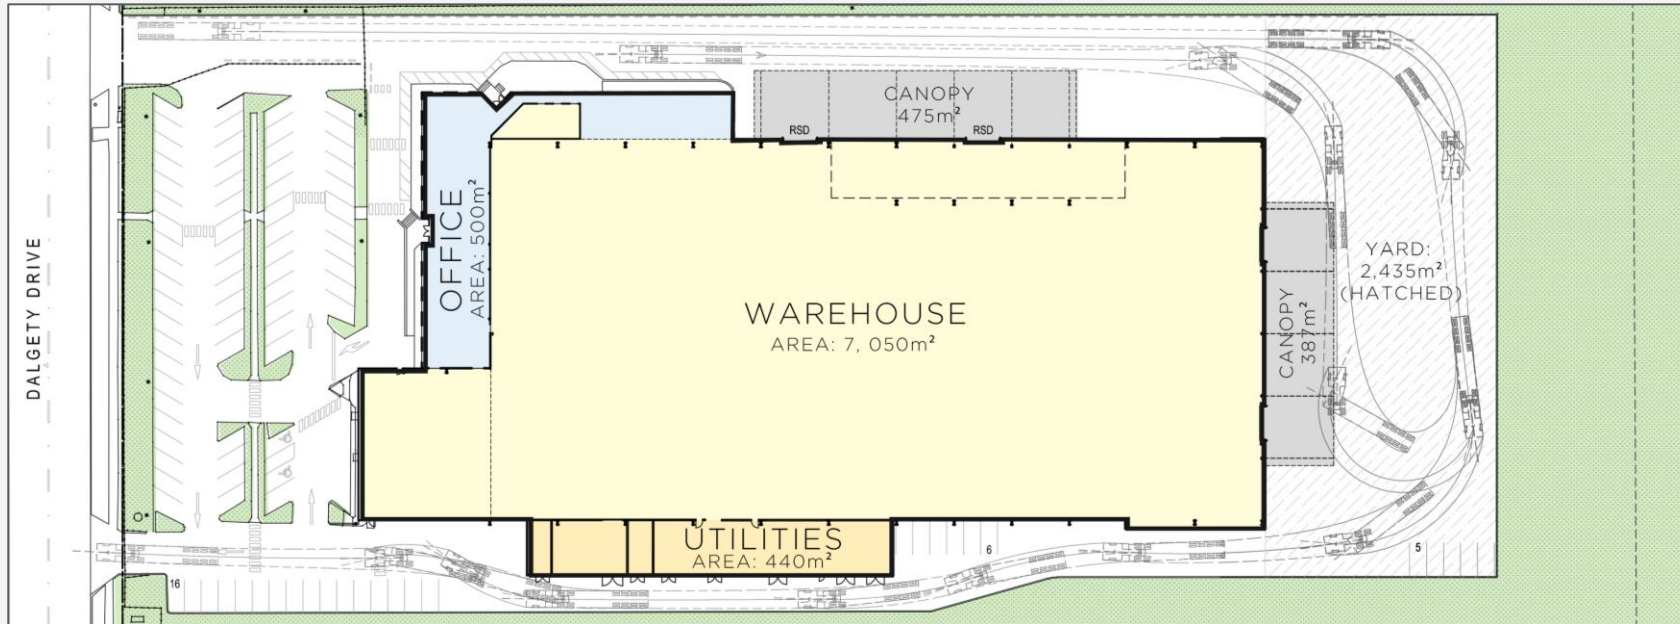 DALGETY DRIVE
OFFICE
AREA: 500m²
CANOPY
475m²
RSD
RSD
WAREHOUSE
AREA: 7, 050m²
CANOPY
387m²
YARD:
2,435m²
(HATCHED)
UTILITIES
AREA: 440m²
6
5
16